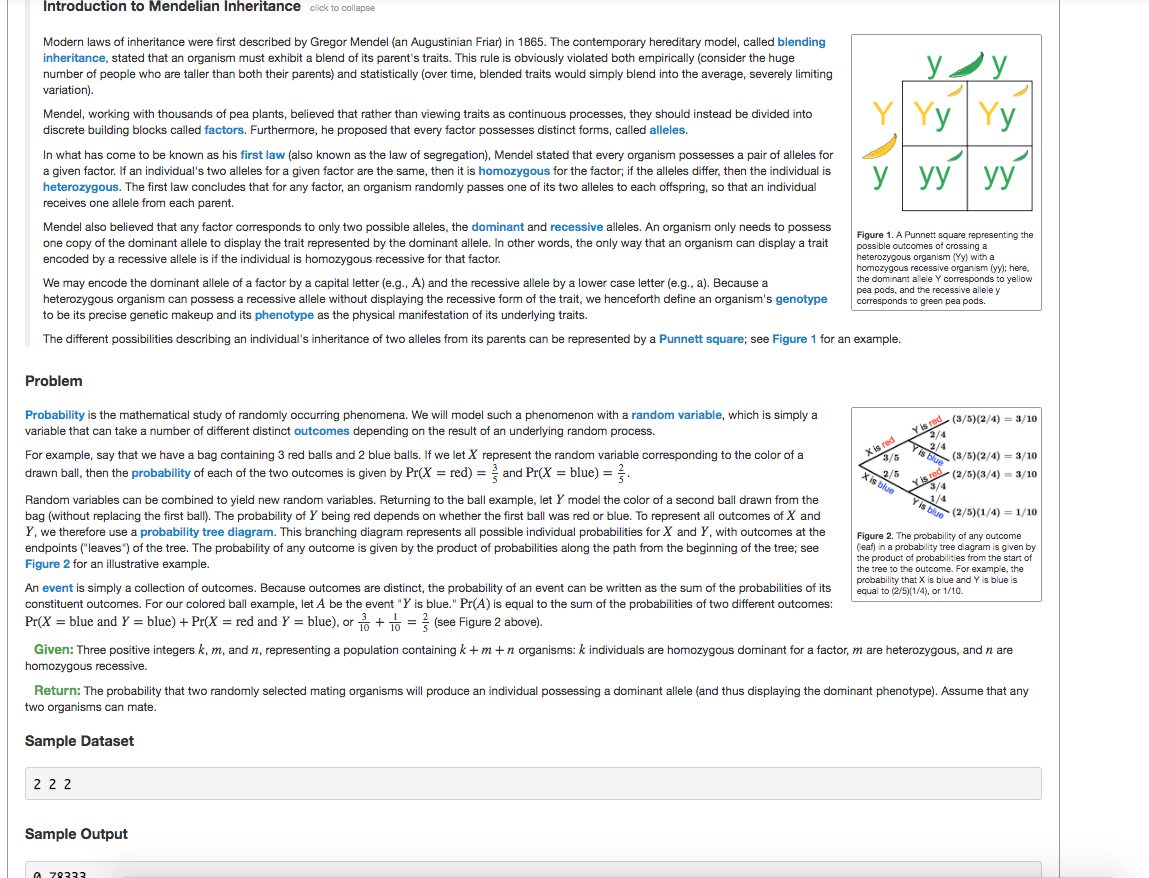 Introduction to Mendelian Inheritance click to collapse
Modern laws of inheritance were first described by Gregor Mendel (an Augustinian Friar) in 1865. The contemporary hereditary model, called blending
inheritance, stated that an organism must exhibit a blend of its parent's traits. This rule is obviously violated both empirically (consider the huge
number of people who are taller than both their parents) and statistically (over time, blended traits would simply blend into the average, severely limiting
variation).
Mendel, working with thousands of pea plants, believed that rather than viewing traits as continuous processes, they should instead be divided into
discrete building blocks called factors. Furthermore, he proposed that every factor possesses distinct forms, called alleles.
In what has come to be known as his first law (also known as the law of segregation), Mendel stated that every organism possesses a pair of alleles for
a given factor. If an individual's two alleles for a given factor are the same, then it is homozygous for the factor; if the alleles differ, then the individual is
heterozygous. The first law concludes that for any factor, an organism randomly passes one of its two alleles to each offspring, so that an individual
receives one allele from each parent.
Mendel also believed that any factor corresponds to only two possible alleles, the dominant and recessive alleles. An organism only needs to possess
one copy of the dominant allele to display the trait represented by the dominant allele. In other words, the only way that an organism can display a trait
encoded by a recessive allele is if the individual is homozygous recessive for that factor.
We may encode the dominant allele of a factor by a capital letter (e.g., A) and the recessive allele by a lower case letter (e.g., a). Because a
heterozygous organism can possess a recessive allele without displaying the recessive form of the trait, we henceforth define an organism's genotype
to be its precise genetic makeup and its phenotype as the physical manifestation of its underlying traits.
The different possibilities describing an individual's inheritance of two alleles from its parents can be represented by a Punnett square; see Figure 1 for an example.
y y
Y Yy Yy
y yy yy
Figure 1. A Punnett square representing the
possible outcomes of crossing a
heterozygous organism (Yy) with a
homozygous recessive organism (yy); here,
the dominant allele Y corresponds to yellow
pea pods, and the recessive allele y
corresponds to green pea pods.
Problem
Probability is the mathematical study of randomly occurring phenomena. We will model such a phenomenon with a random variable, which is simply a
variable that can take a number of different distinct outcomes depending on the result of an underlying random process.
For example, say that we have a bag containing 3 red balls and 2 blue balls. If we let X represent the random variable corresponding to the color of a
drawn ball, then the probability of each of the two outcomes is given by Pr(X = red) = 3/5 and Pr(X = blue) = 2/5.
Random variables can be combined to yield new random variables. Returning to the ball example, let Y model the color of a second ball drawn from the
bag (without replacing the first ball). The probability of Y being red depends on whether the first ball was red or blue. To represent all outcomes of X and
Y, we therefore use a probability tree diagram. This branching diagram represents all possible individual probabilities for X and Y, with outcomes at the
endpoints ("leaves") of the tree. The probability of any outcome is given by the product of probabilities along the path from the beginning of the tree; see
Figure 2 for an illustrative example.
An event is simply a collection of outcomes. Because outcomes are distinct, the probability of an event can be written as the sum of the probabilities of its
constituent outcomes. For our colored ball example, let A be the event "Y is blue." Pr(A) is equal to the sum of the probabilities of two different outcomes:
Pr(X = blue and Y = blue) + Pr(X = red and Y = blue), or 3/10 + 1/10 = 2/5 (see Figure 2 above).
X is red
3/5
2/5
X is blue
Y is red
2/4
(3/5)(2/4) = 3/10
2/4
Y is blue
(3/5)(2/4) = 3/10
Y is red
3/4
(2/5)(3/4) = 3/10
1/4
Y is blue
(2/5)(1/4) = 1/10
Figure 2. The probability of any outcome
(leaf) in a probability tree diagram is given by
the product of probabilities from the start of
the tree to the outcome. For example, the
probability that X is blue and Y is blue is
equal to (2/5)(1/4), or 1/10.
Given: Three positive integers k, m, and n, representing a population containing k + m + n organisms: k individuals are homozygous dominant for a factor, m are heterozygous, and n are
homozygous recessive.
Return: The probability that two randomly selected mating organisms will produce an individual possessing a dominant allele (and thus displaying the dominant phenotype). Assume that any
two organisms can mate.
Sample Dataset
2 2 2
Sample Output
0.78333